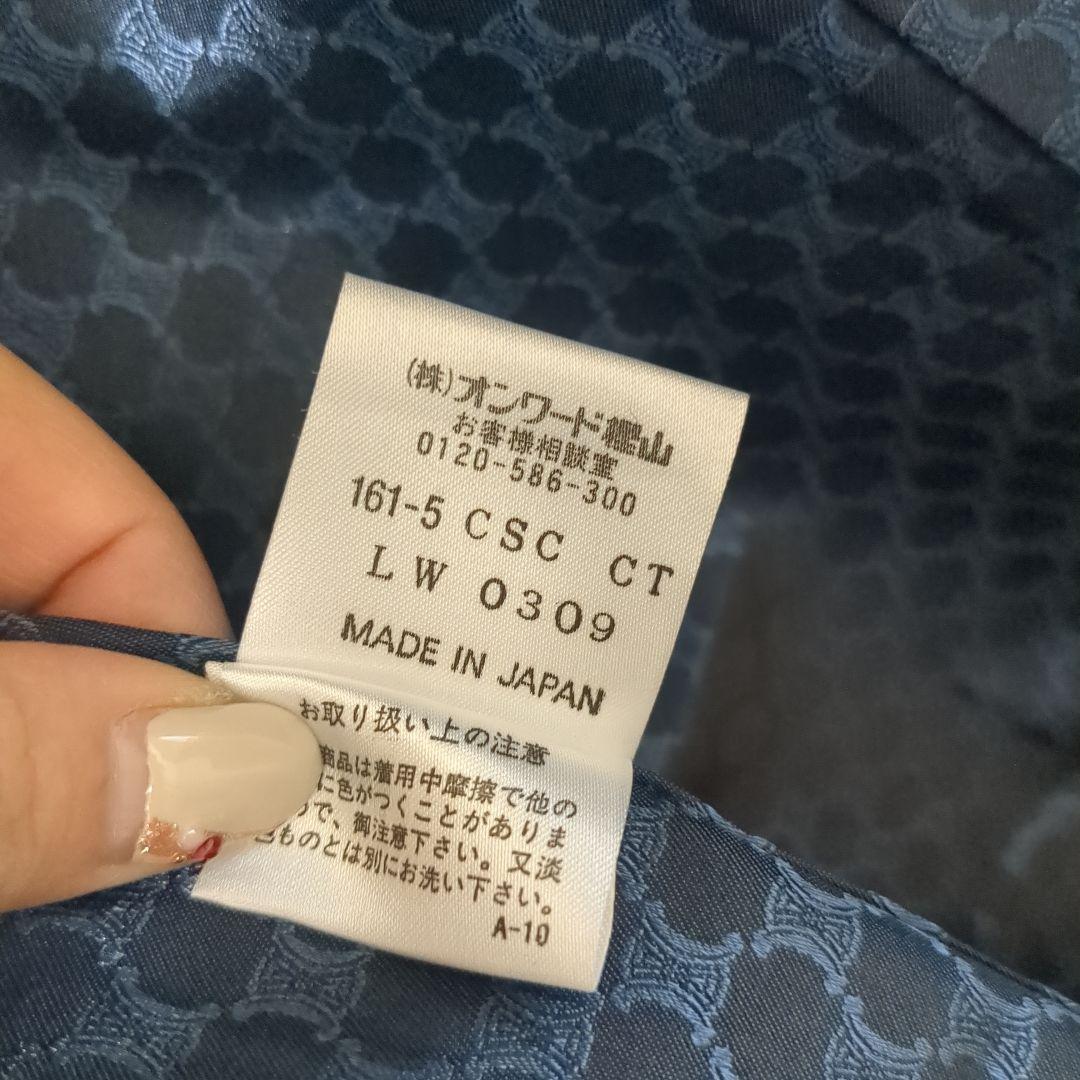 (株)オンワード樫山
お客様相談室
0120-586-300
161-5 CSC CT
LW 0309
MADE IN JAPAN
お取り扱い上の注意
商品は着用中摩擦で他の
に色がつくことがありま
で、御注意下さい。又淡
色ものとは別にお洗い下さい。
A-10